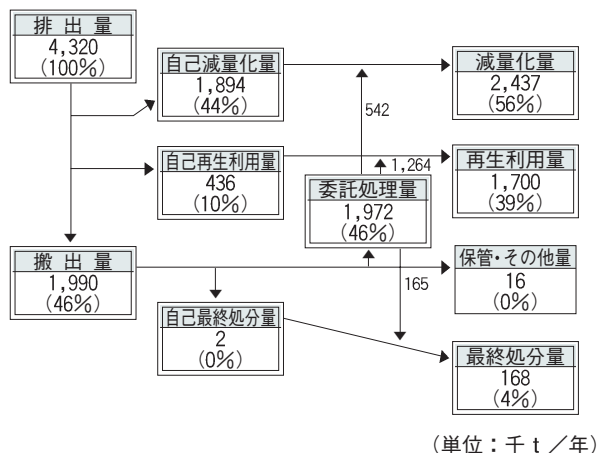 排 出 量
4,320
(100%)
自己減量化量
1,894
(44%)
減量化量
2,437
(56%)
542
自己再生利用量
436
(10%)
1,264
再生利用量
1,700
(39%)
委託処理量
1,972
(46%)
搬 出 量
1,990
(46%)
保管・その他量
16
(0%)
165
自己最終処分量
2
(0%)
最終処分量
168
(4%)
(単位:千t/年)